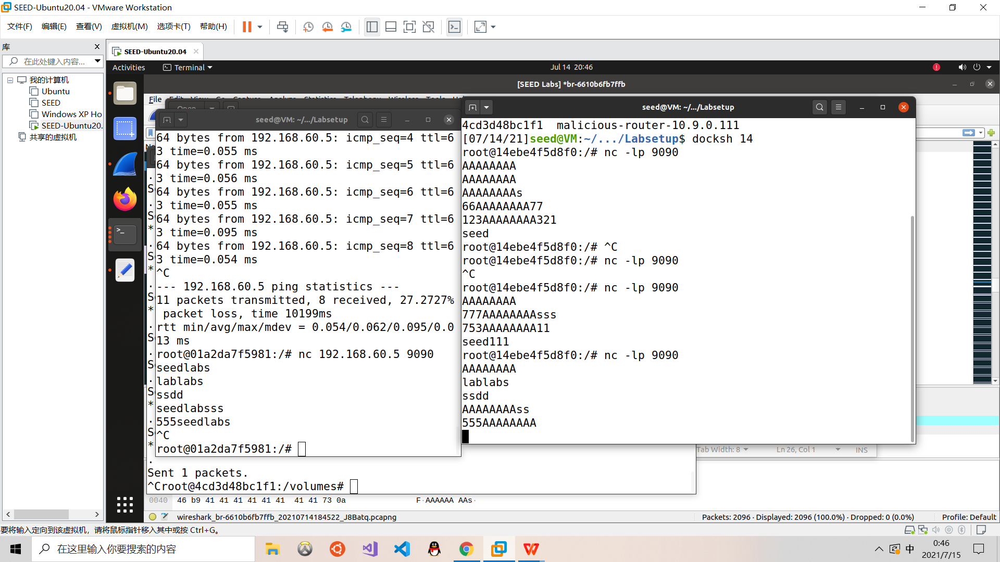 SEED-Ubuntu20.04 - VMware Workstation
文件(F) 编辑(E) 查看(V) 虚拟机(M) 选项卡(T) 帮助(H)
库
在此处键入内容...
我的计算机
Ubuntu
SEED
Windows XP Ho
SEED-Ubuntu20.
共享的虚拟机
SEED-Ubuntu20.04
Activities Terminal Jul 14 20:46
[SEED Labs] *br-6610b6fb7ffb
File Edit View Go Capture Analyze Statistics Telephony Wireless Tools
Open
seed@VM: ~/.../Labsetup
64 bytes from 192.168.60.5: icmp_seq=4 ttl=6
3 time=0.055 ms
64 bytes from 192.168.60.5: icmp_seq=5 ttl=6
3 time=0.056 ms
64 bytes from 192.168.60.5: icmp_seq=6 ttl=6
3 time=0.055 ms
64 bytes from 192.168.60.5: icmp_seq=7 ttl=6
3 time=0.095 ms
64 bytes from 192.168.60.5: icmp_seq=8 ttl=6
3 time=0.054 ms
^C
--- 192.168.60.5 ping statistics ---
11 packets transmitted, 8 received, 27.2727%
 packet loss, time 10199ms
rtt min/avg/max/mdev = 0.054/0.062/0.095/0.0
13 ms
root@01a2da7f5981:/# nc 192.168.60.5 9090
seedlabs
lablabs
ssdd
seedlabsss
555seedlabs
^C
root@01a2da7f5981:/#
seed@VM: ~/.../Labsetup
4cd3d48bc1f1  malicious-router-10.9.0.111
[07/14/21]seed@VM:~/.../Labsetup$ docksh 14
root@14ebe4f5d8f0:/# nc -lp 9090
AAAAAAAA
AAAAAAAA
AAAAAAAAs
66AAAAAAAA77
123AAAAAAAA321
seed
root@14ebe4f5d8f0:/# ^C
root@14ebe4f5d8f0:/# nc -lp 9090
^C
root@14ebe4f5d8f0:/# nc -lp 9090
AAAAAAAA
777AAAAAAAAsss
753AAAAAAAA11
seed111
root@14ebe4f5d8f0:/# nc -lp 9090
AAAAAAAA
lablabs
ssdd
AAAAAAAAss
555AAAAAAAA
Tab Width: 8 Ln 26, Col 1 INS
.
Sent 1 packets.
^Croot@4cd3d48bc1f1:/volumes#
0040 46 b9 41 41 41 41 41 41 41 41 73 0a F·AAAAAA AAs·
wireshark_br-6610b6fb7ffb_20210714184522_J8Batq.pcapng
Packets: 2096 · Displayed: 2096 (100.0%) · Dropped: 0 (0.0%) Profile: Default
要将输入定向到该虚拟机，请将鼠标指针移入其中或按 Ctrl+G。
在这里输入你要搜索的内容
中
0:46
2021/7/15